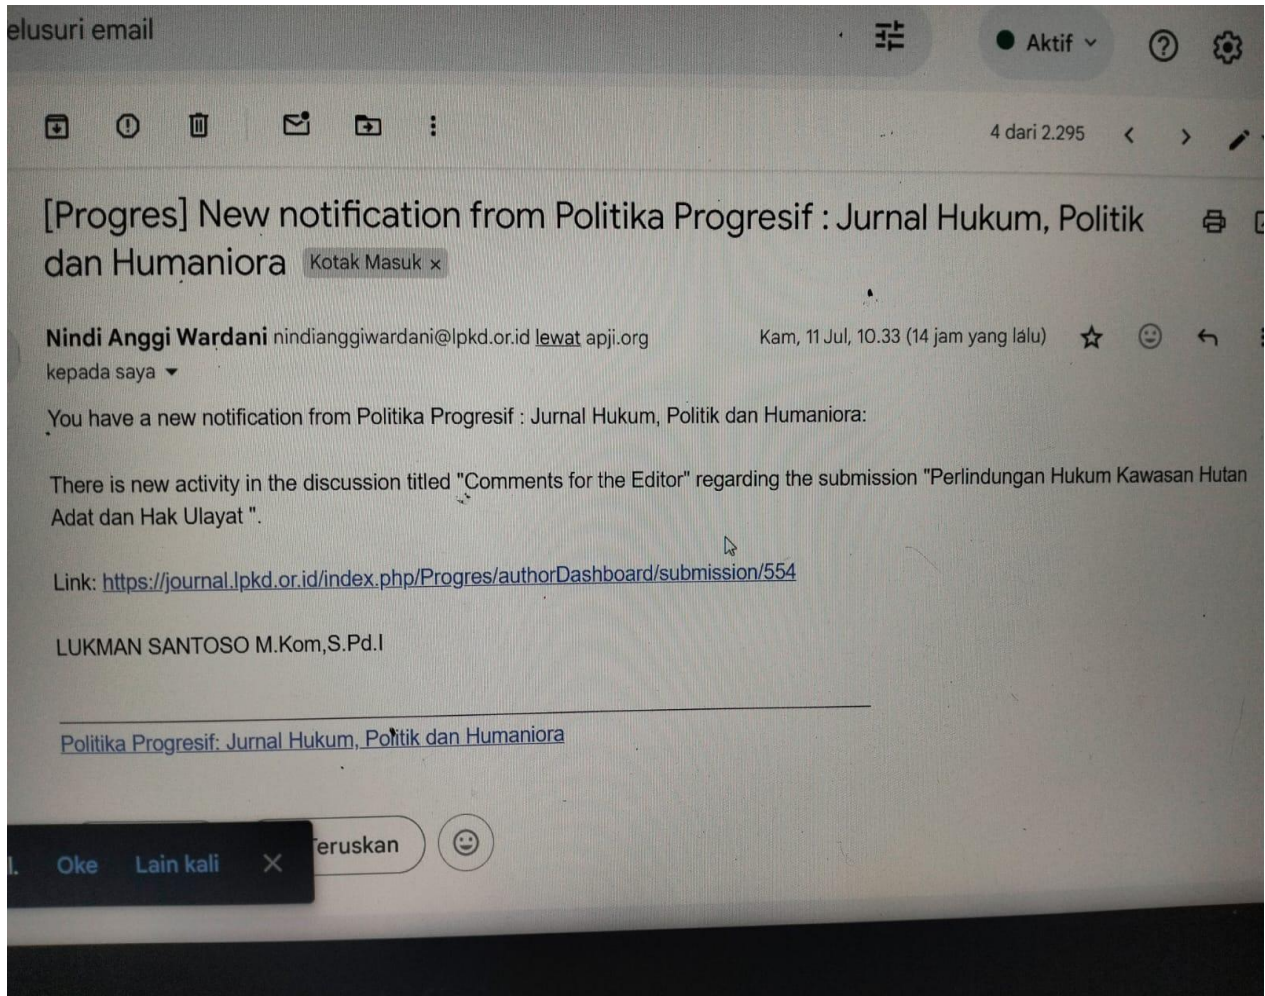 elusuri email
Aktif
4 dari 2.295
[Progres] New notification from Politika Progresif : Jurnal Hukum, Politik
dan Humaniora Kotak Masuk ×
Nindi Anggi Wardani nindianggiwardani@lpkd.or.id lewat apji.org Kam, 11 Jul, 10.33 (14 jam yang lalu)
kepada saya
You have a new notification from Politika Progresif : Jurnal Hukum, Politik dan Humaniora:
There is new activity in the discussion titled "Comments for the Editor" regarding the submission "Perlindungan Hukum Kawasan Hutan
Adat dan Hak Ulayat ".
Link: https://journal.lpkd.or.id/index.php/Progres/authorDashboard/submission/554
LUKMAN SANTOSO M.Kom,S.Pd.I
Politika Progresif: Jurnal Hukum, Politik dan Humaniora
eruskan
l. Oke Lain kali